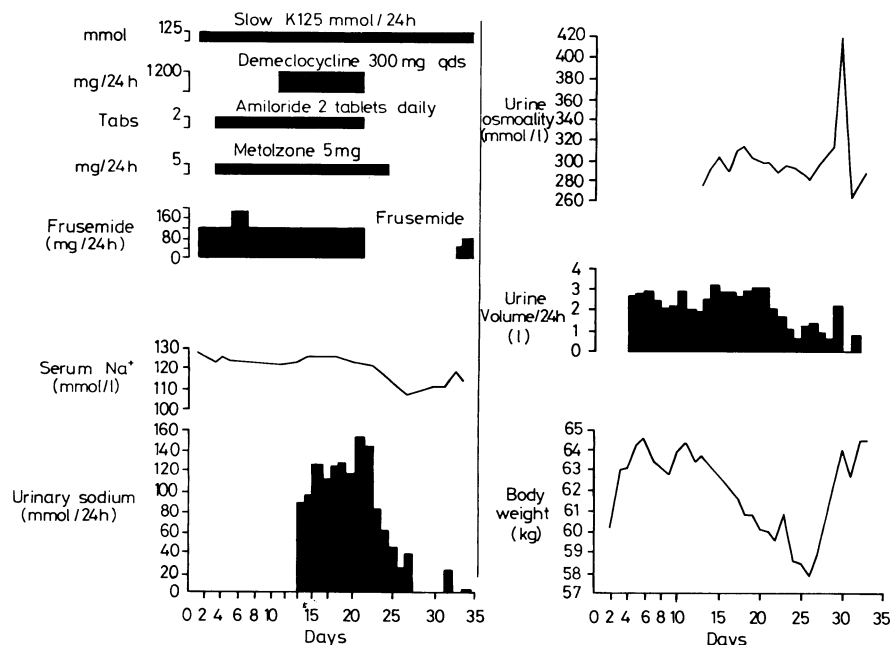 Slow K125 mmol/24h
mmol
125
Demeclocycline 300 mg qds
mg/24h
1200
Amiloride 2 tablets daily
Tabs
2
Metolzone 5mg
mg/24h
5
Frusemide
Frusemide
(mg/24h)
160
80
0
Serum Na+
(mmol/l)
130
120
110
100
Urinary sodium
(mmol/24h)
160
140
120
100
80
60
40
20
0
0 2 4 6 8 10 15 20 25 30 35
Days
Urine
osmoality
(mmol/l)
420
400
380
360
340
320
300
280
260
Urine
Volume/24h
(l)
4
3
2
1
0
Body
weight
(kg)
65
64
63
62
61
60
59
58
57
0 2 4 6 8 10 15 20 25 30 35
Days